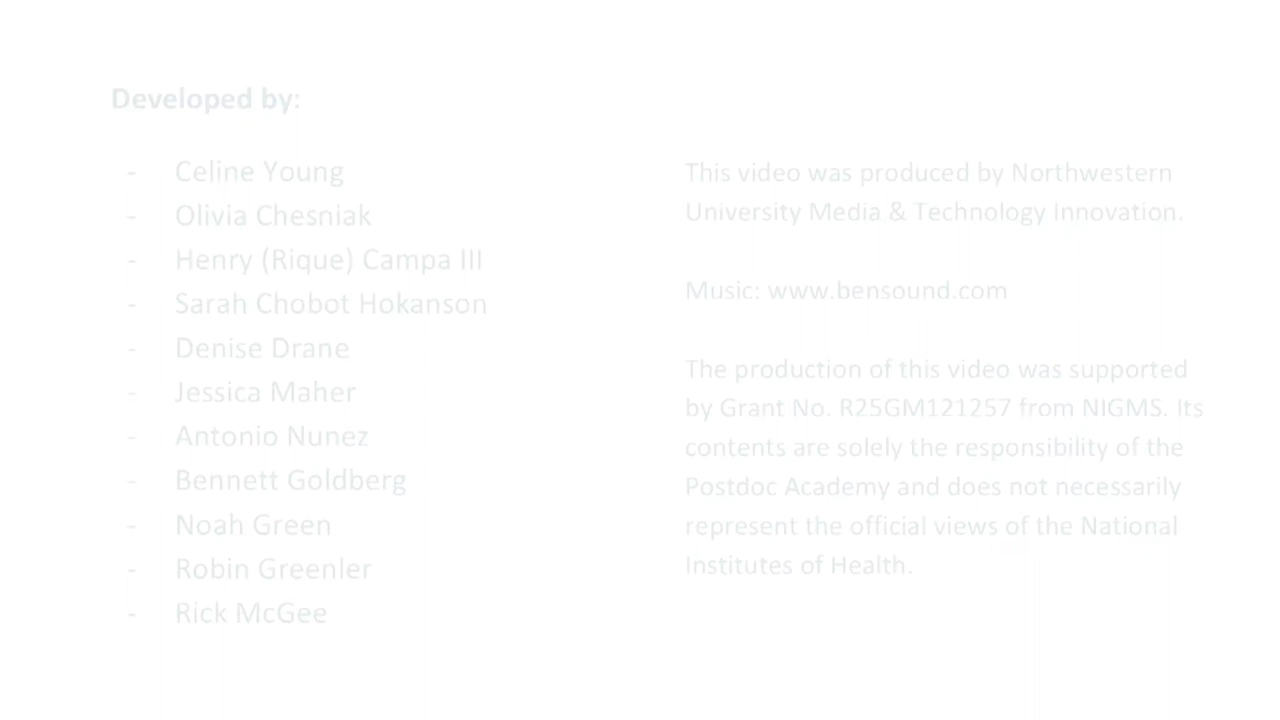 Developed by:
- Celine Young
- Olivia Chesniak
- Henry (Rique) Campa III
- Sarah Chobot Hokanson
- Denise Drane
- Jessica Maher
- Antonio Nunez
- Bennett Goldberg
- Noah Green
- Robin Greenler
- Rick McGee
This video was produced by Northwestern
University Media & Technology Innovation.
Music: www.bensound.com
The production of this video was supported
by Grant No. R25GM121257 from NIGMS. Its
contents are solely the responsibility of the
Postdoc Academy and does not necessarily
represent the official views of the National
Institutes of Health.